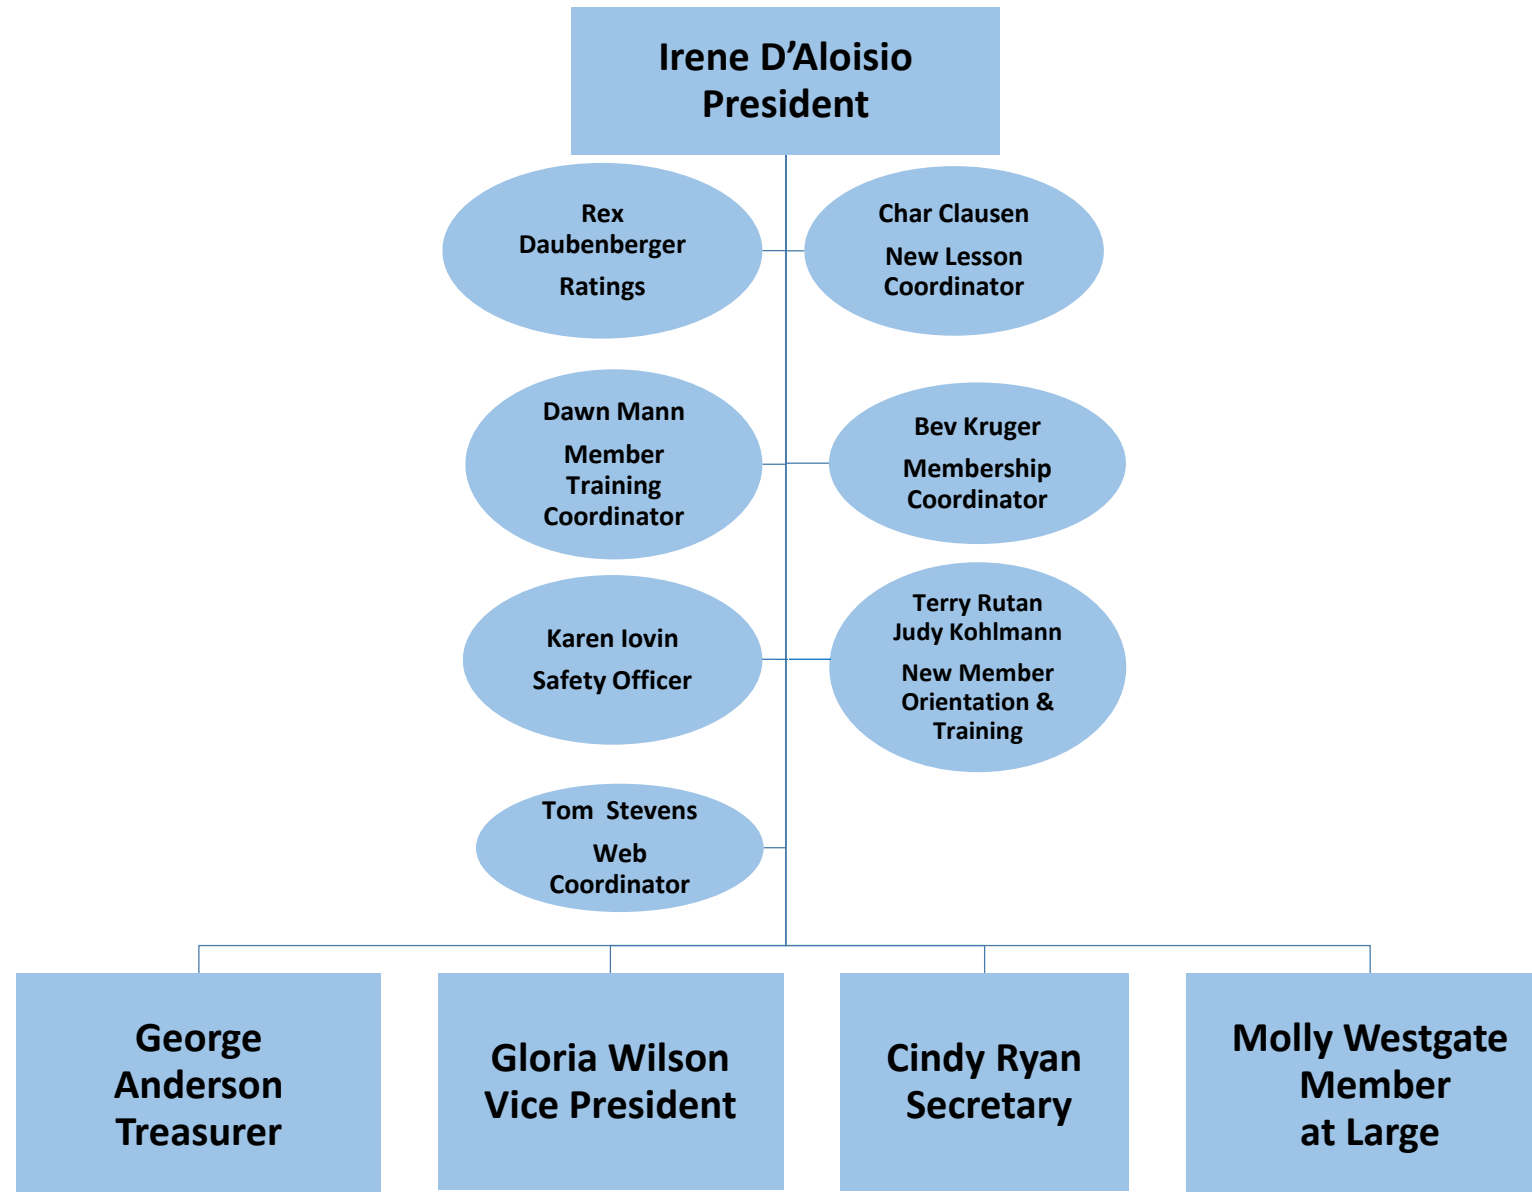 Irene D’Aloisio
President
Rex
Daubenberger
Ratings
Char Clausen
New Lesson
Coordinator
Dawn Mann
Member
Training
Coordinator
Bev Kruger
Membership
Coordinator
Karen Iovin
Safety Officer
Terry Rutan
Judy Kohlmann
New Member
Orientation &
Training
Tom  Stevens
Web
Coordinator
George
Anderson
Treasurer
Gloria Wilson
Vice President
Cindy Ryan
Secretary
Molly Westgate
Member
at Large